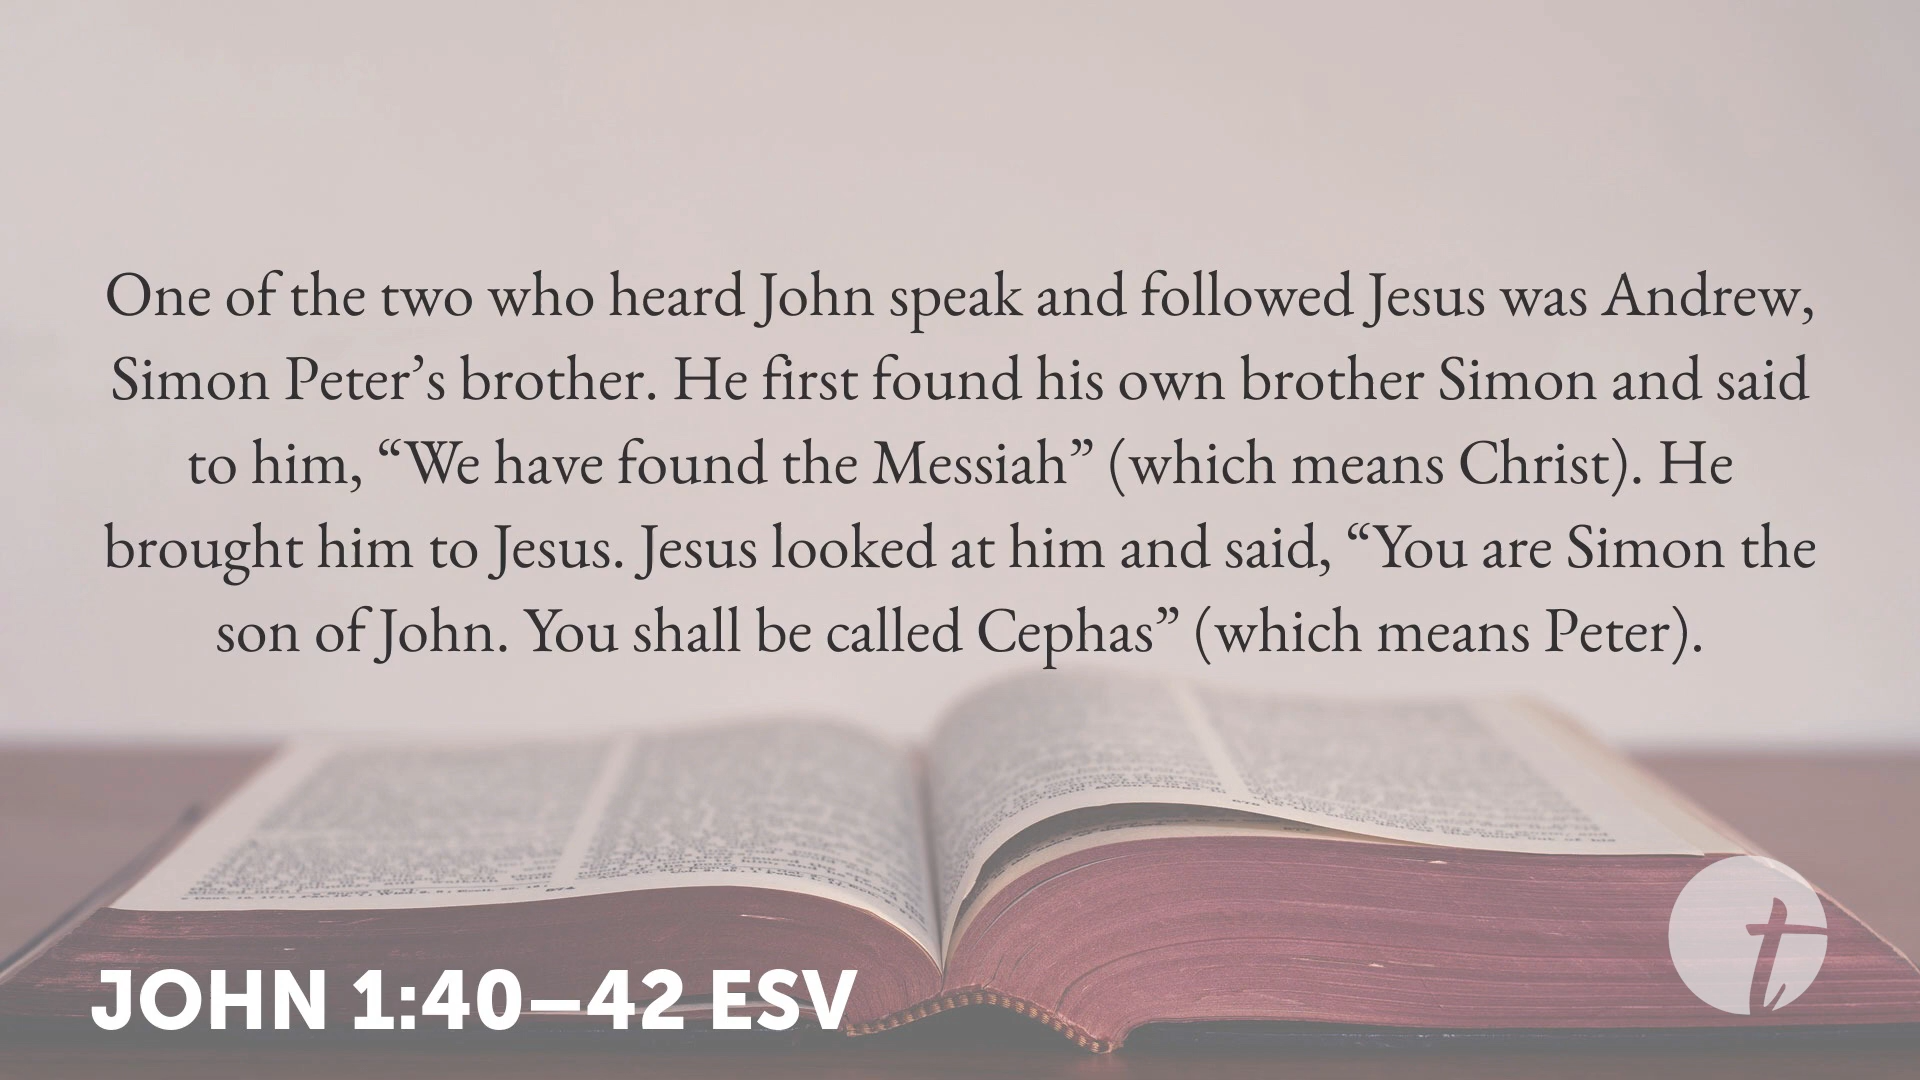 One of the two who heard John speak and followed Jesus was Andrew,
Simon Peter’s brother. He first found his own brother Simon and said
to him, “We have found the Messiah” (which means Christ). He
brought him to Jesus. Jesus looked at him and said, “You are Simon the
son of John. You shall be called Cephas” (which means Peter).
JOHN 1:40–42 ESV